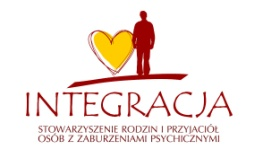 INTEGRACJA
STOWARZYSZENIE RODZIN I PRZYJACIÓŁ
OSÓB Z ZABURZENIAMI PSYCHICZNYMI